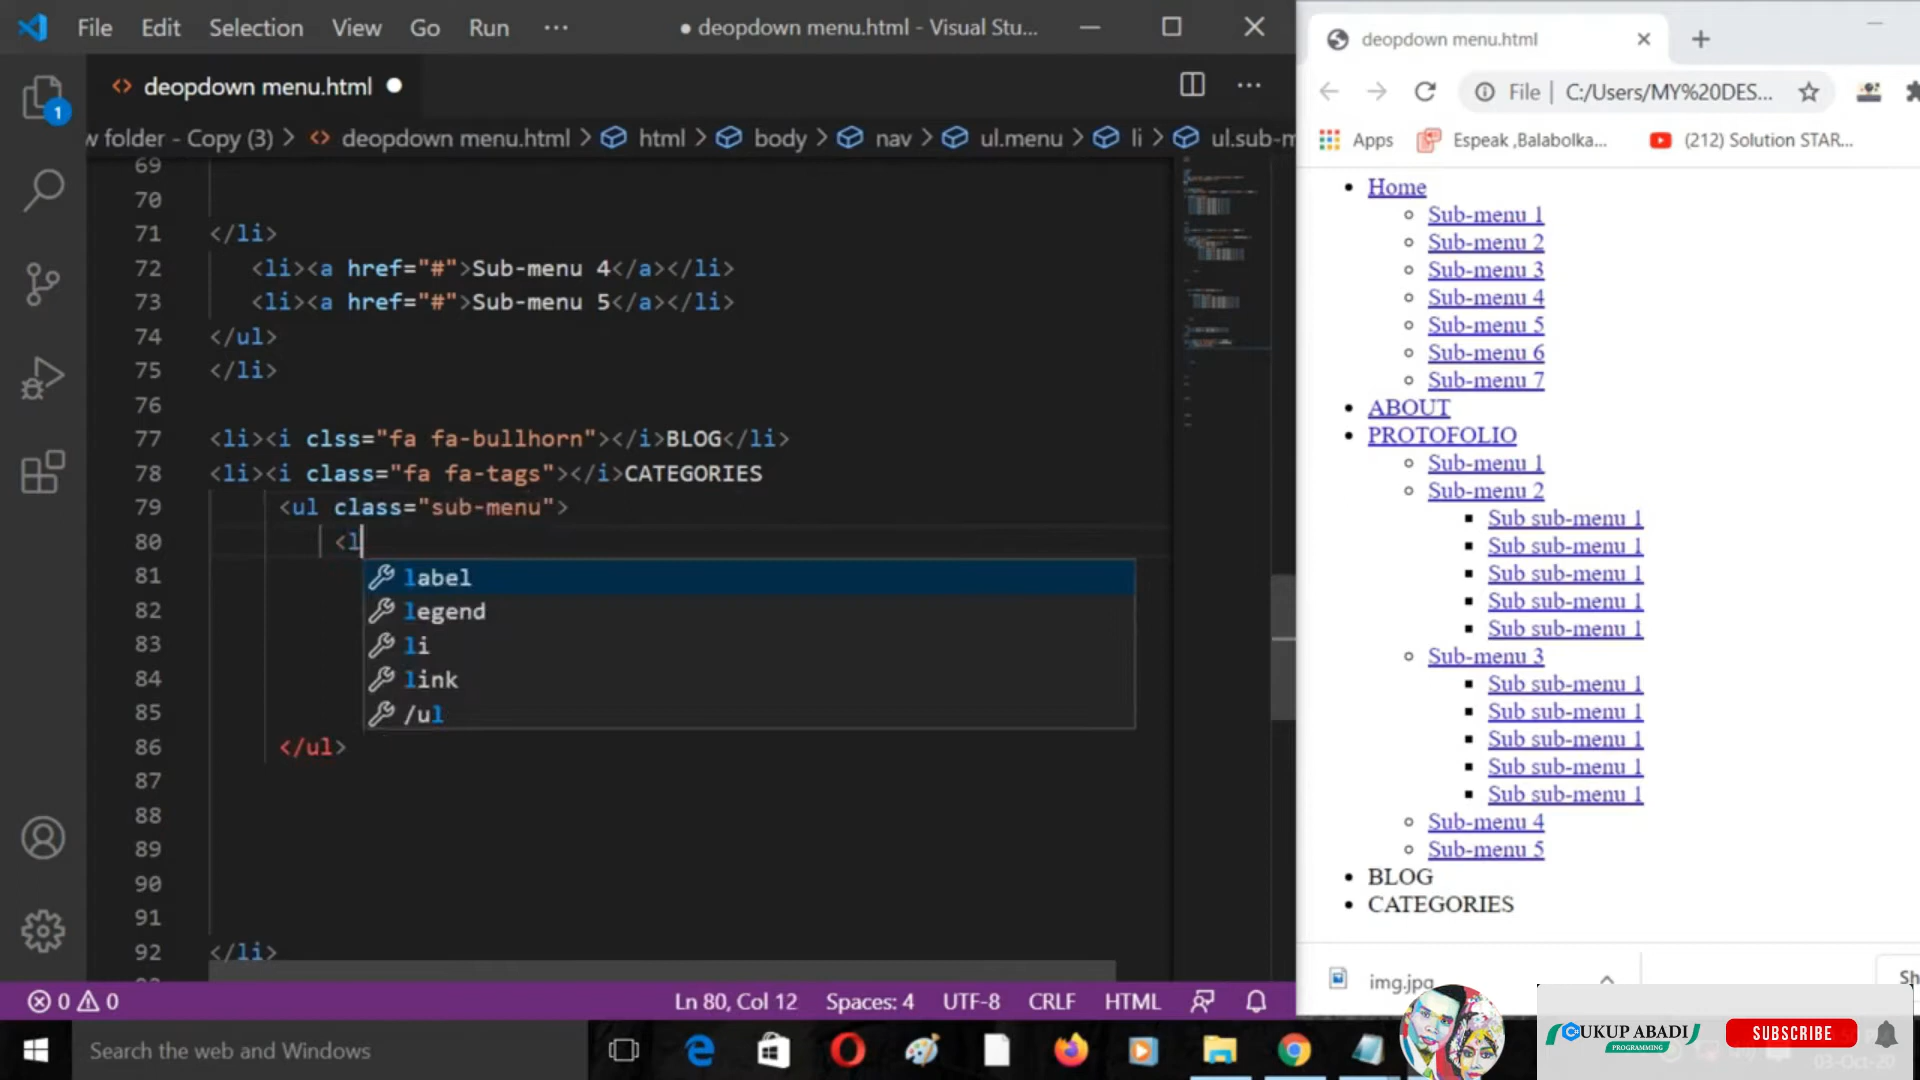 File Edit Selection View Go Run ··· ● deopdown menu.html - Visual Stu...
deopdown menu.html ●
w folder - Copy (3) > deopdown menu.html > html > body > nav > ul.menu > li > ul.sub-m
1
69
70
71 </li>
72 <li><a href="#">Sub-menu 4</a></li>
73 <li><a href="#">Sub-menu 5</a></li>
74 </ul>
75 </li>
76
77 <li><i clss="fa fa-bullhorn"></i>BLOG</li>
78 <li><i class="fa fa-tags"></i>CATEGORIES
79 <ul class="sub-menu">
80 <l
81 label
82 legend
83 li
84 link
85 /ul
86 </ul>
87
88
89
90
91
92 </li>
0 0 Ln 80, Col 12 Spaces: 4 UTF-8 CRLF HTML
deopdown menu.html
File | C:/Users/MY%20DES...
Apps Espeak ,Balabolka... (212) Solution STAR...
Home
Sub-menu 1
Sub-menu 2
Sub-menu 3
Sub-menu 4
Sub-menu 5
Sub-menu 6
Sub-menu 7
ABOUT
PROTOFOLIO
Sub-menu 1
Sub-menu 2
Sub sub-menu 1
Sub sub-menu 1
Sub sub-menu 1
Sub sub-menu 1
Sub sub-menu 1
Sub-menu 3
Sub sub-menu 1
Sub sub-menu 1
Sub sub-menu 1
Sub sub-menu 1
Sub sub-menu 1
Sub-menu 4
Sub-menu 5
BLOG
CATEGORIES
img.jpg Sh
Search the web and Windows
UKUP ABADI
PROGRAMMING
SUBSCRIBE
03-Oct-20